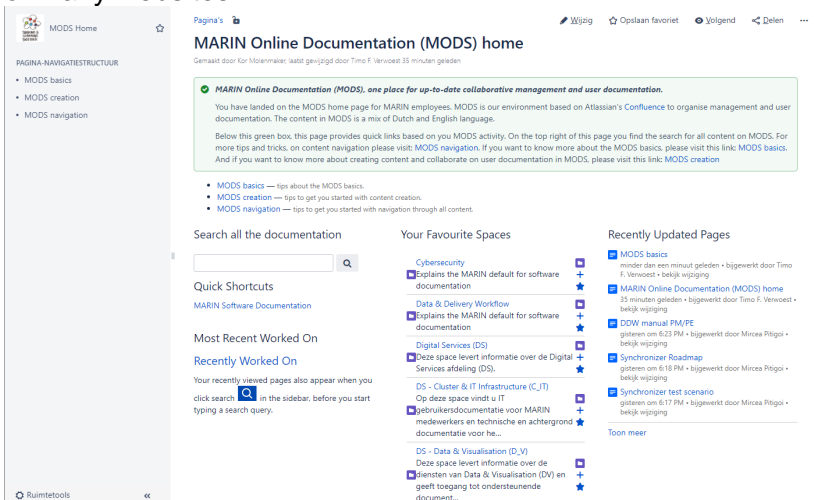 MODS Home
PAGINA-NAVIGATIESTRUCTUUR
• MODS basics
• MODS creation
• MODS navigation
Ruimtetools
Pagina's
Wijzig
Opslaan favoriet
Volgend
Delen
MARIN Online Documentation (MODS) home
Gemaakt door Kor Molenmaker, laatst gewijzigd door Timo F. Verwoest 35 minuten geleden
MARIN Online Documentation (MODS), one place for up-to-date collaborative management and user documentation.
You have landed on the MODS home page for MARIN employees. MODS is our environment based on Atlassian's Confluence to organise management and user
documentation. The content in MODS is a mix of Dutch and English language.
Below this green box, this page provides quick links based on you MODS activity. On the top right of this page you find the search for all content on MODS. For
more tips and tricks, on content navigation please visit: MODS navigation. If you want to know more about the MODS basics, please visit this link: MODS basics.
And if you want to know more about creating content and collaborate on user documentation in MODS, please visit this link: MODS creation
• MODS basics — tips about the MODS basics.
• MODS creation — tips to get you started with content creation.
• MODS navigation — tips to get you started with navigation through all content.
Search all the documentation
Quick Shortcuts
MARIN Software Documentation
Most Recent Worked On
Recently Worked On
Your recently viewed pages also appear when you
click search in the sidebar, before you start
typing a search query.
Your Favourite Spaces
Cybersecurity
Explains the MARIN default for software
documentation
Data & Delivery Workflow
Explains the MARIN default for software
documentation
Digital Services (DS)
Deze space levert informatie over de Digital
Services afdeling (DS).
DS - Cluster & IT Infrastructure (C_IT)
Op deze space vindt u IT
gebruikersdocumentatie voor MARIN
medewerkers en technische en achtergrond
documentatie voor he...
DS - Data & Visualisation (D_V)
Deze space levert informatie over de
diensten van Data & Visualisation (DV) en
geeft toegang tot ondersteunende
document...
Recently Updated Pages
MODS basics
minder dan een minuut geleden • bijgewerkt door Timo
F. Verwoest • bekijk wijziging
MARIN Online Documentation (MODS) home
35 minuten geleden • bijgewerkt door Timo F. Verwoest •
bekijk wijziging
DDW manual PM/PE
gisteren om 6:23 PM • bijgewerkt door Mircea Pitigoi •
bekijk wijziging
Synchronizer Roadmap
gisteren om 6:18 PM • bijgewerkt door Mircea Pitigoi •
bekijk wijziging
Synchronizer test scenario
gisteren om 6:17 PM • bijgewerkt door Mircea Pitigoi •
bekijk wijziging
Toon meer